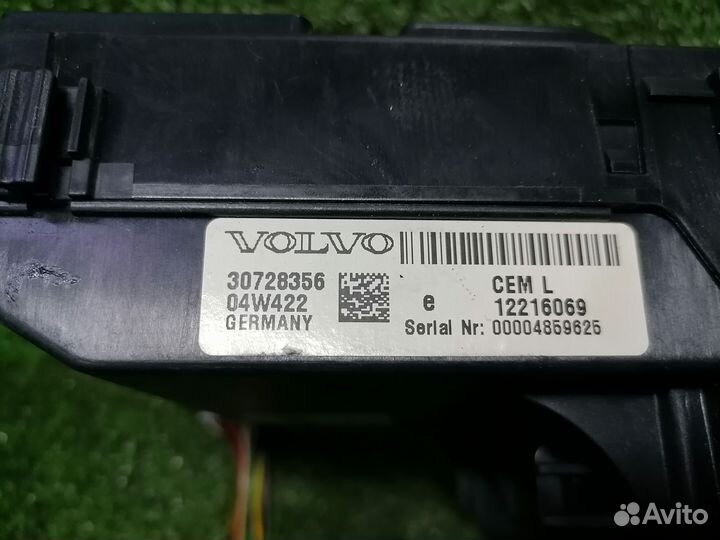 VOLVO
30728356
04W422
GERMANY
CEM L
e 12216069
Serial Nr: 00004859625
Avito